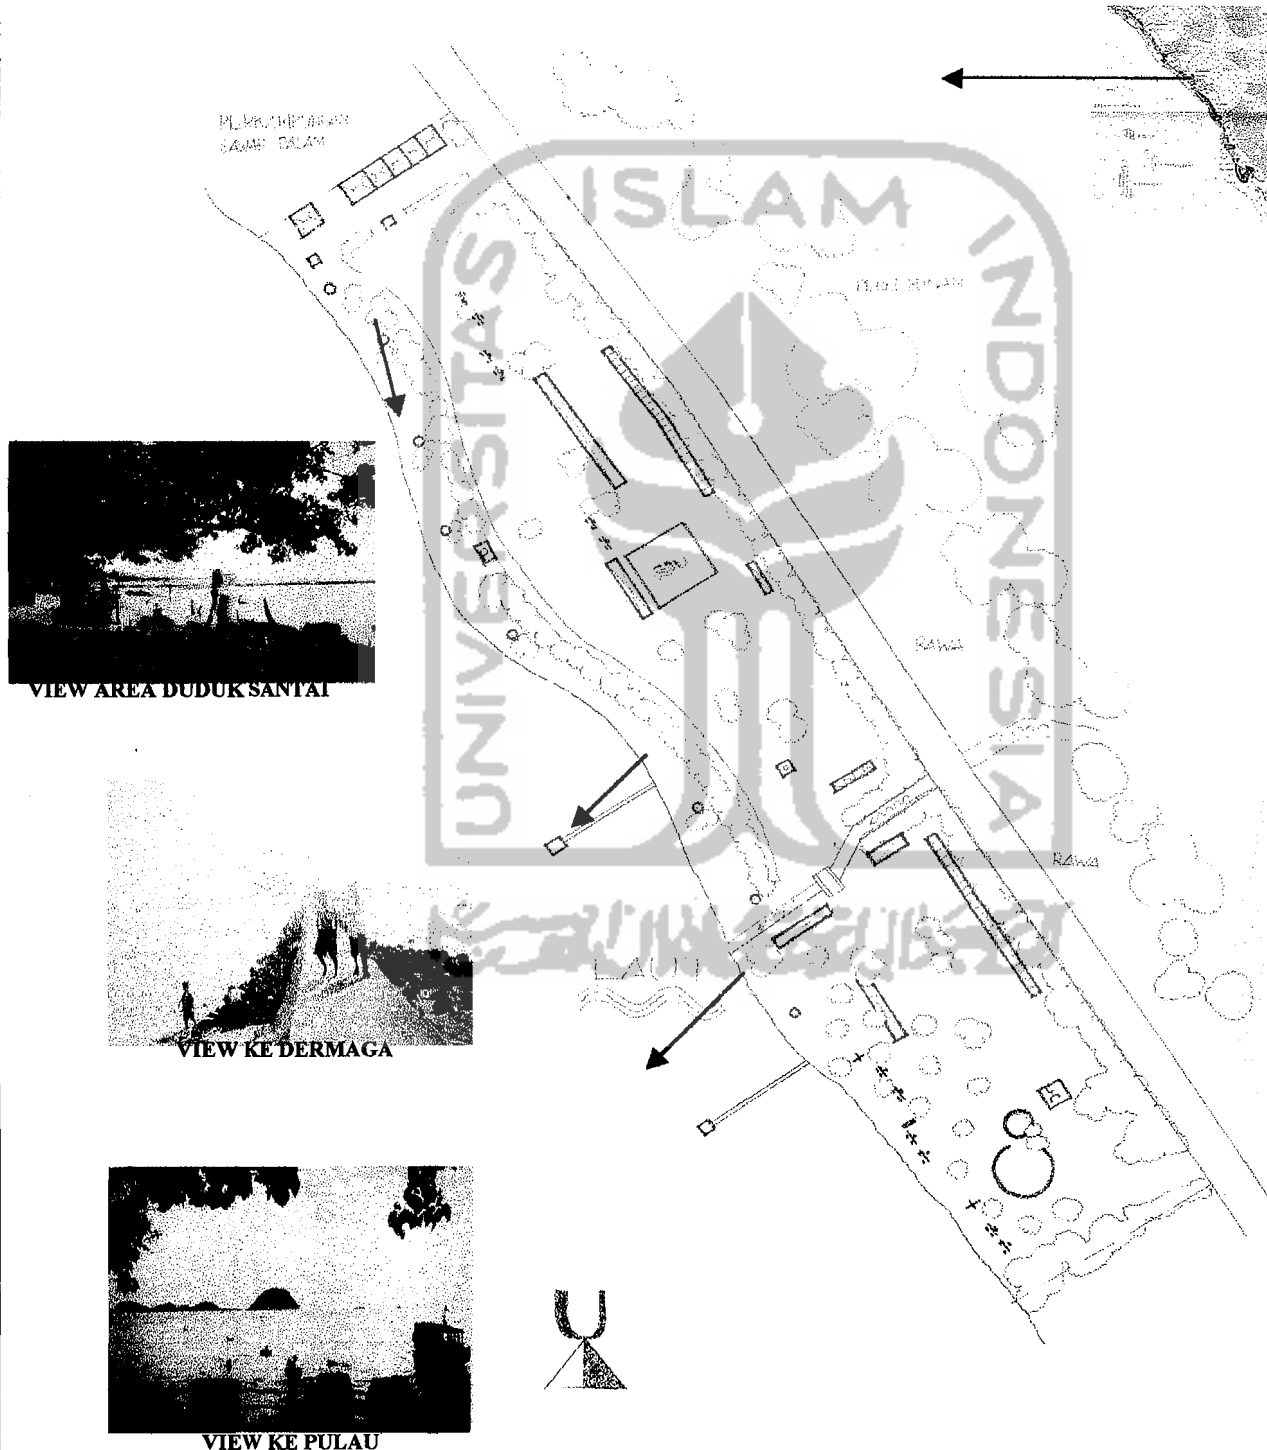 ISLAM
UNIVERSITAS
INDONESIA
RAWA
RAWA
LAUT
VIEW AREA DUDUK SANTAI
VIEW KE DERMAGA
VIEW KE PULAU
U